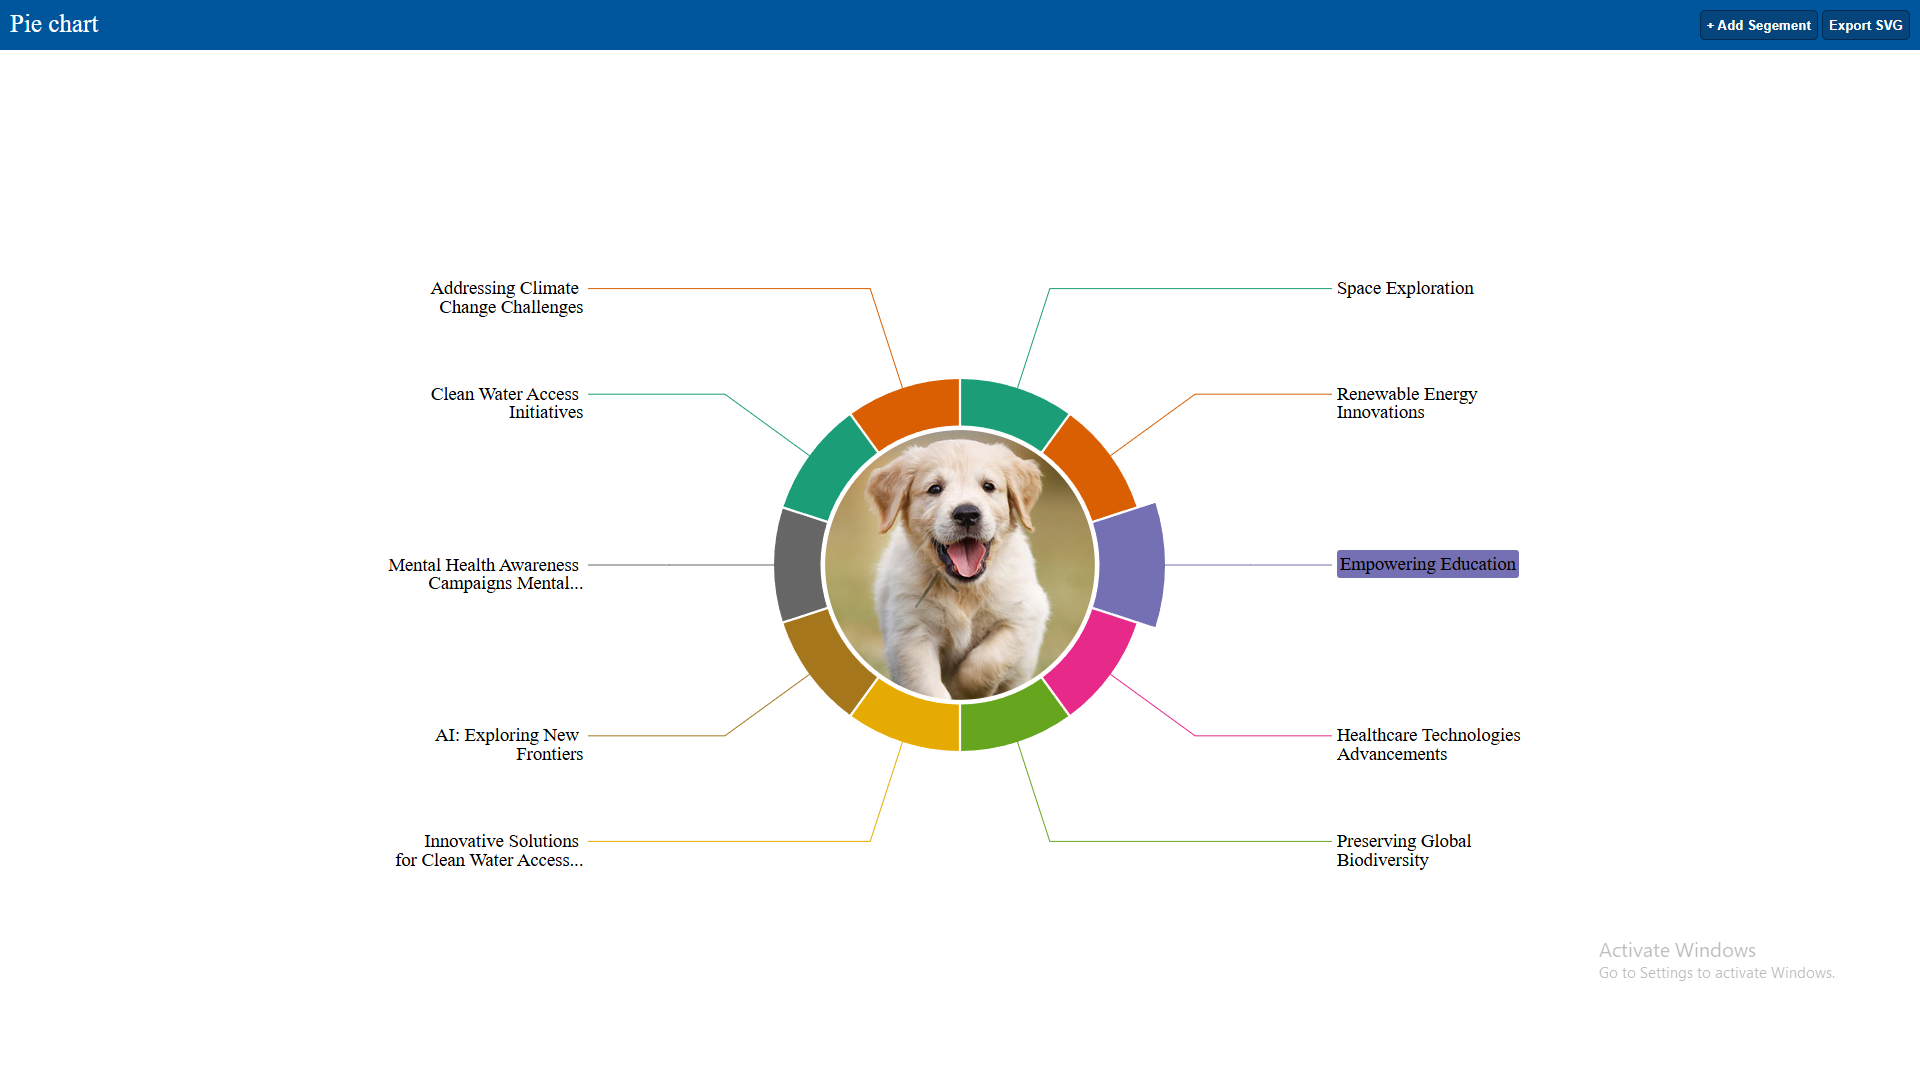 Pie chart
+ Add Segement
Export SVG
Addressing Climate
Change Challenges
Space Exploration
Clean Water Access
Initiatives
Renewable Energy
Innovations
Mental Health Awareness
Campaigns Mental...
Empowering Education
AI: Exploring New
Frontiers
Healthcare Technologies
Advancements
Innovative Solutions
for Clean Water Access...
Preserving Global
Biodiversity
Activate Windows
Go to Settings to activate Windows.